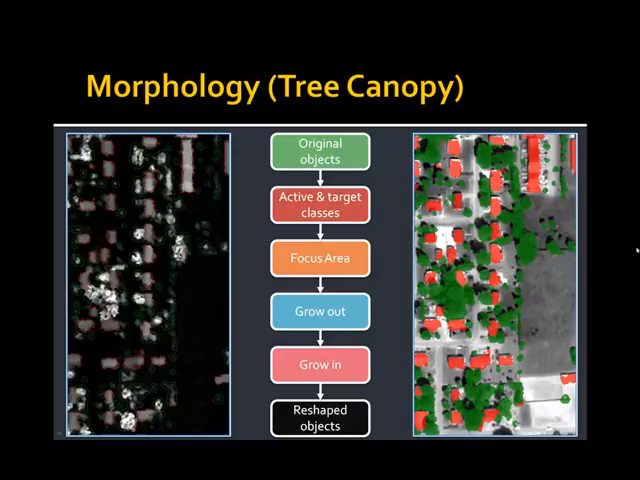 Morphology (Tree Canopy)
Original
objects
Active & target
classes
Focus Area
Grow out
Grow in
Reshaped
objects